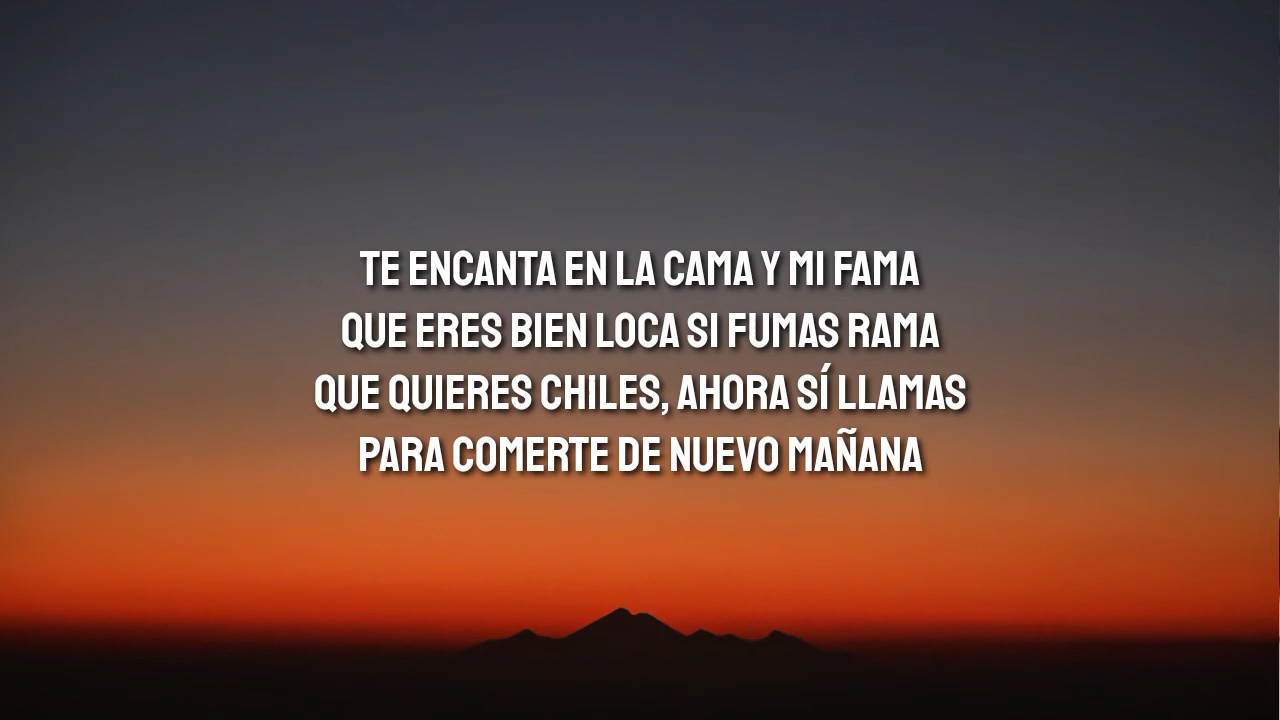 TE ENCANTA EN LA CAMA Y MI FAMA
QUE ERES BIEN LOCA SI FUMAS RAMA
QUE QUIERES CHILES, AHORA SÍ LLAMAS
PARA COMERTE DE NUEVO MAÑANA